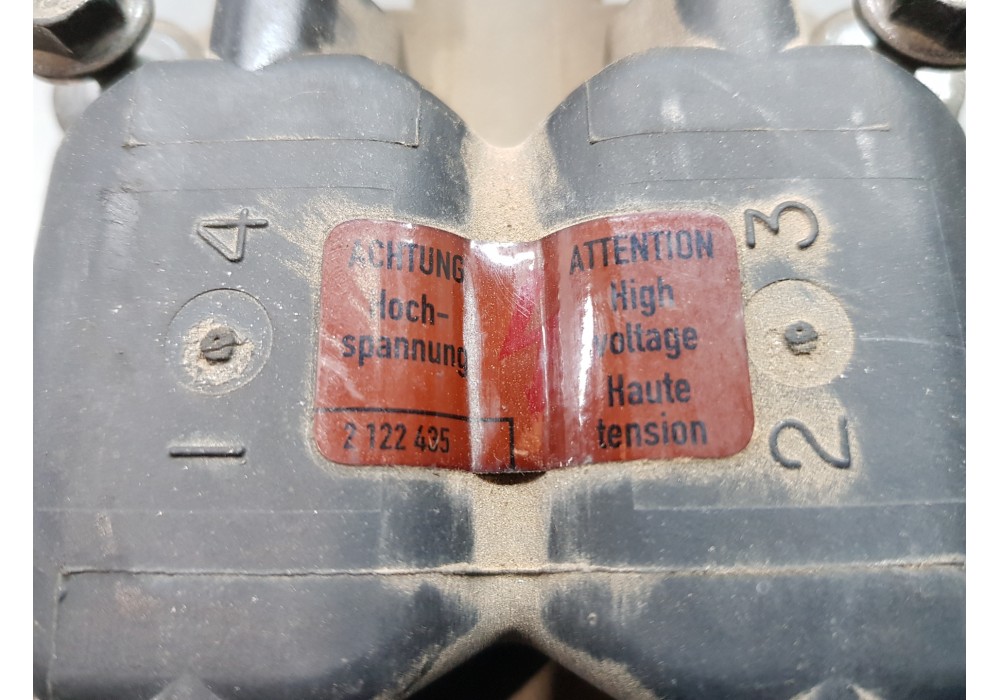 4
1
ACHTUNG
Hoch-
spannung
2 122 435
ATTENTION
High
voltage
Haute
tension
3
2